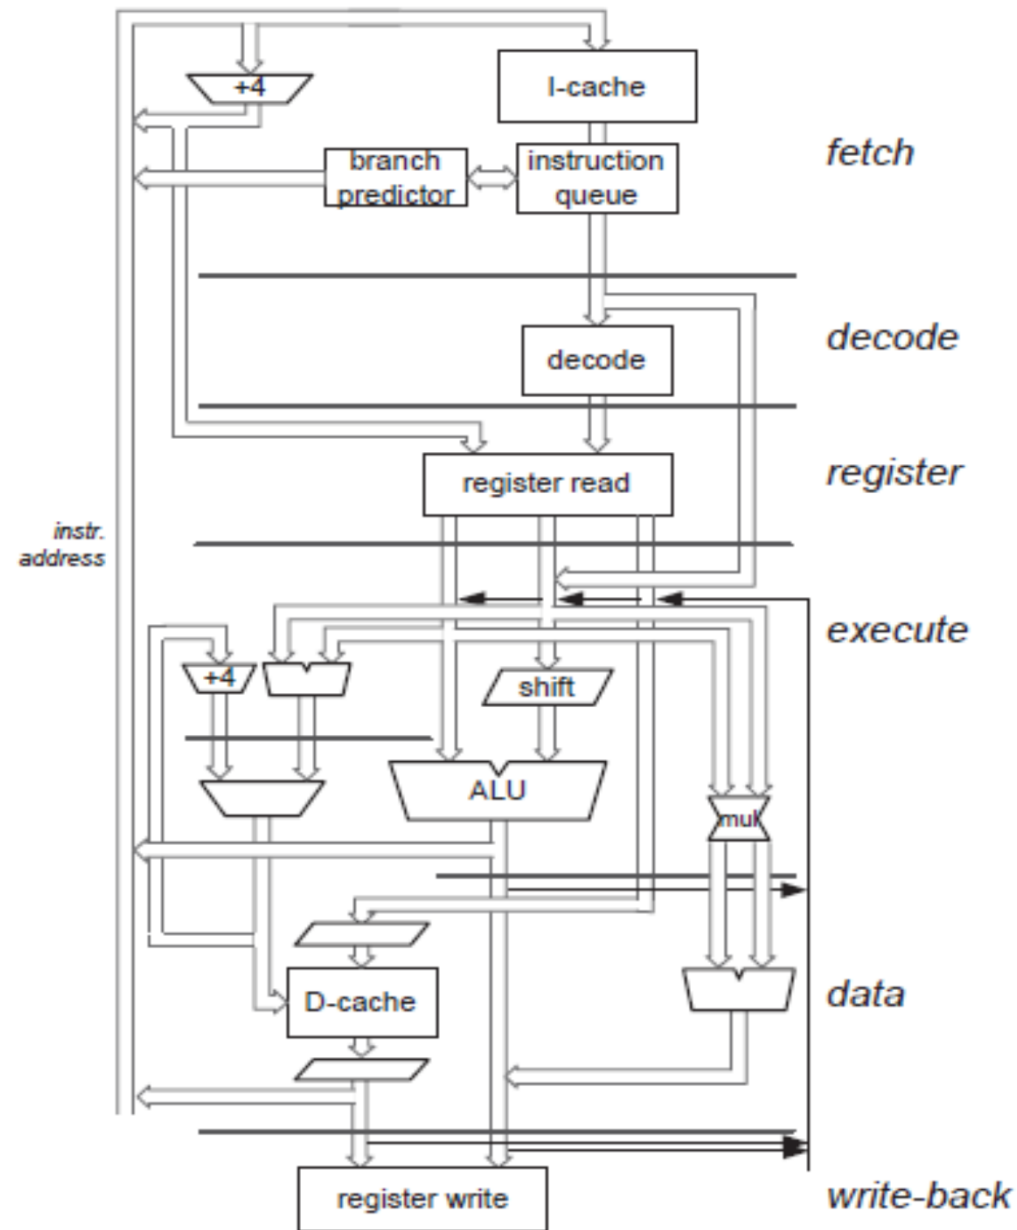 +4
I-cache
fetch
branch
predictor
instruction
queue
decode
decode
register read
register
instr.
address
execute
+4
shift
ALU
mul
D-cache
data
register write
write-back